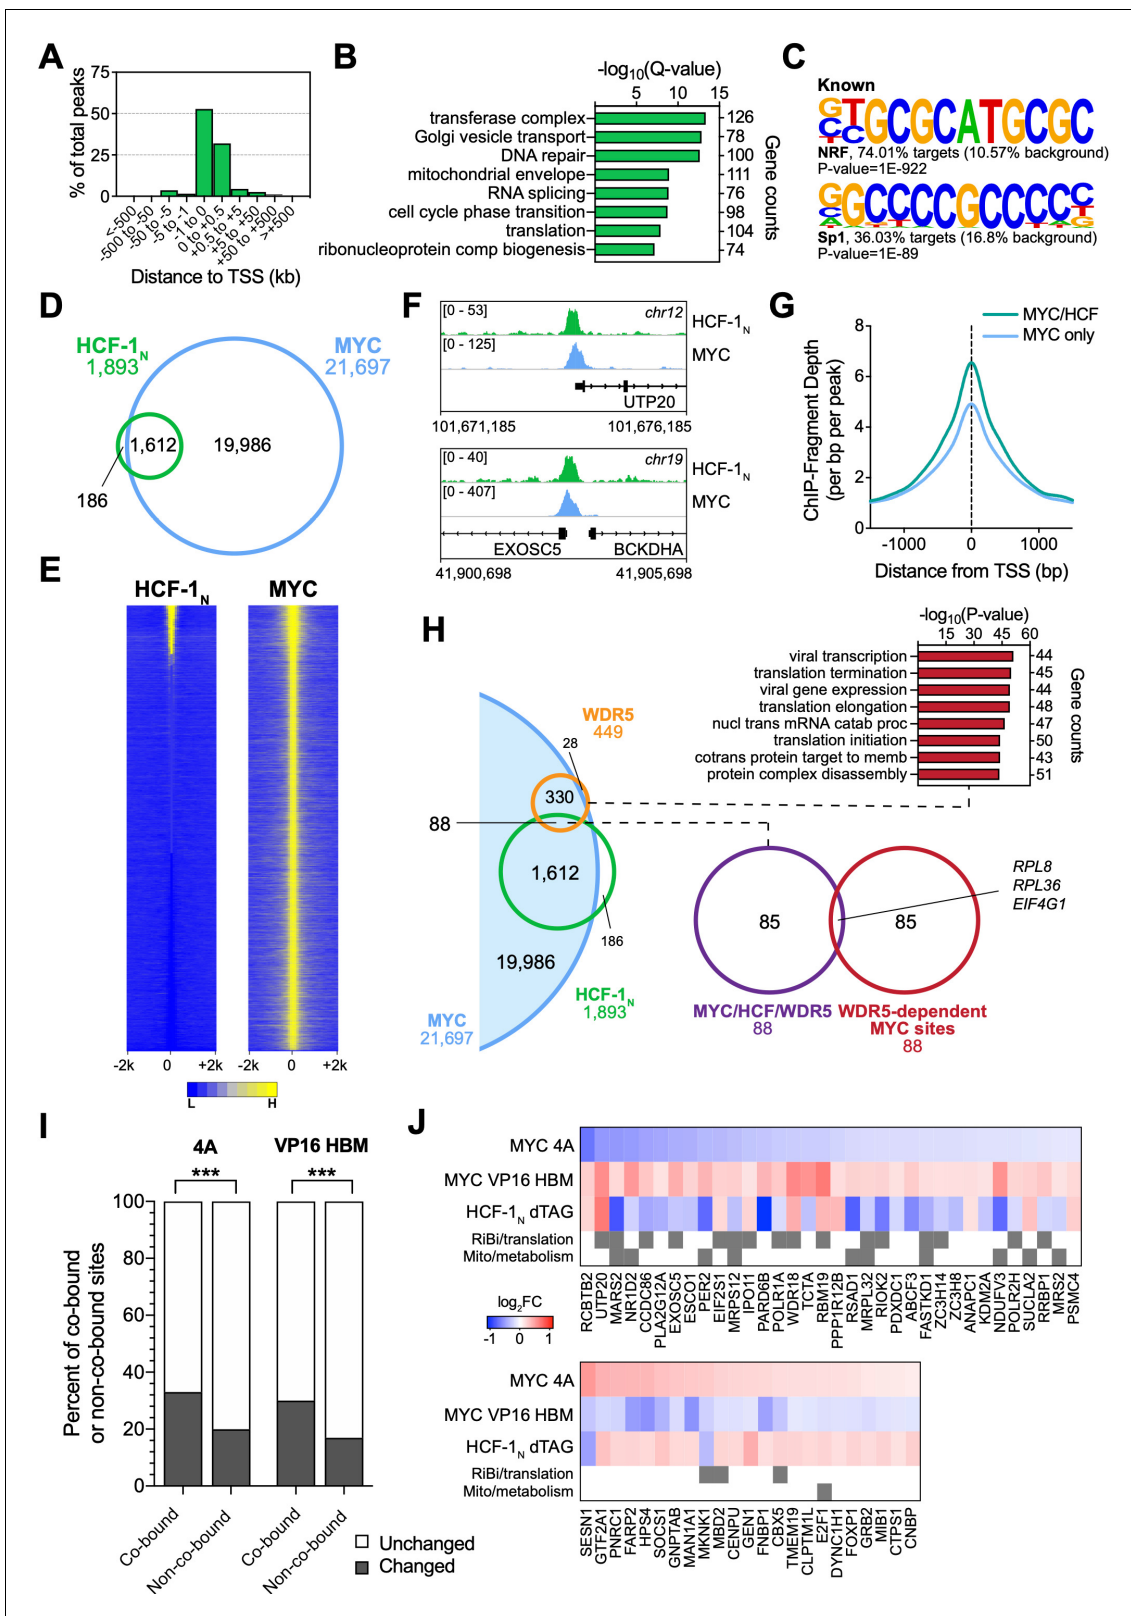 A
% of total peaks
75
50
25
0
<-500
-500 to -50
-50 to -5
-5 to -1
-1 to 0
0 to +0.5
+0.5 to +5
+5 to +50
+50 to +500
>+500
Distance to TSS (kb)
B
-log10(Q-value)
5 10 15
transferase complex 126
Golgi vesicle transport 78
DNA repair 100
mitochondrial envelope 111
RNA splicing 76
cell cycle phase transition 98
translation 104
ribonucleoprotein comp biogenesis 74
Gene counts
C
Known
GTGCGCATGCGC
NRF, 74.01% targets (10.57% background)
P-value=1E-922
GGCCCCGCCCCC
Sp1, 36.03% targets (16.8% background)
P-value=1E-89
D
HCF-1N
1,893
MYC
21,697
1,612
19,986
186
E
HCF-1N MYC
-2k 0 +2k -2k 0 +2k
L H
F
[0 - 53] chr12
HCF-1N
[0 - 125]
MYC
UTP20
101,671,185 101,676,185
[0 - 40] chr19
HCF-1N
[0 - 407]
MYC
EXOSC5 BCKDHA
41,900,698 41,905,698
G
MYC/HCF
MYC only
ChIP-Fragment Depth
(per bp per peak)
8
6
4
2
0
-1000 0 1000
Distance from TSS (bp)
H
-log10(P-value)
15 30 45 60
viral transcription 44
translation termination 45
viral gene expression 44
translation elongation 48
nucl trans mRNA catab proc 47
translation initiation 50
cotrans protein target to memb 43
protein complex disassembly 51
Gene counts
WDR5
449
28
330
88
1,612
186
19,986
HCF-1N
1,893
MYC
21,697
85
85
RPL8
RPL36
EIF4G1
MYC/HCF/WDR5
88
WDR5-dependent
MYC sites
88
I
4A VP16 HBM
*** ***
Percent of co-bound
or non-co-bound sites
100
80
60
40
20
0
Co-bound
Non-co-bound
Co-bound
Non-co-bound
Unchanged
Changed
J
MYC 4A
MYC VP16 HBM
HCF-1N dTAG
RiBi/translation
Mito/metabolism
RCBTB2
UTP20
MARS2
NR1D2
CCDC86
PLA2G12A
EXOSC5
ESCO1
PER2
EIF2S1
MRPS12
IPO11
PARD6B
POLR1A
WDR18
TCTA
RBM19
PPP1R12B
RSAD1
MRPL32
RIOK2
PDXDC1
ABCF3
FASTKD1
ZC3H14
ZC3H8
ANAPC1
KDM2A
NDUFV3
POLR2H
SUCLA2
RRBP1
MRS2
PSMC4
log2FC
-1 0 1
MYC 4A
MYC VP16 HBM
HCF-1N dTAG
RiBi/translation
Mito/metabolism
SESN1
GTF2A1
PNRC1
FARP2
HPS4
SOCS1
GNPTAB
MAN1A1
MKNK1
MBD2
CENPU
GEN1
FNBP1
CBX5
TMEM19
CLPTM1L
E2F1
DYNC1H1
FOXP1
GRB2
MIB1
CTPS1
CNBP